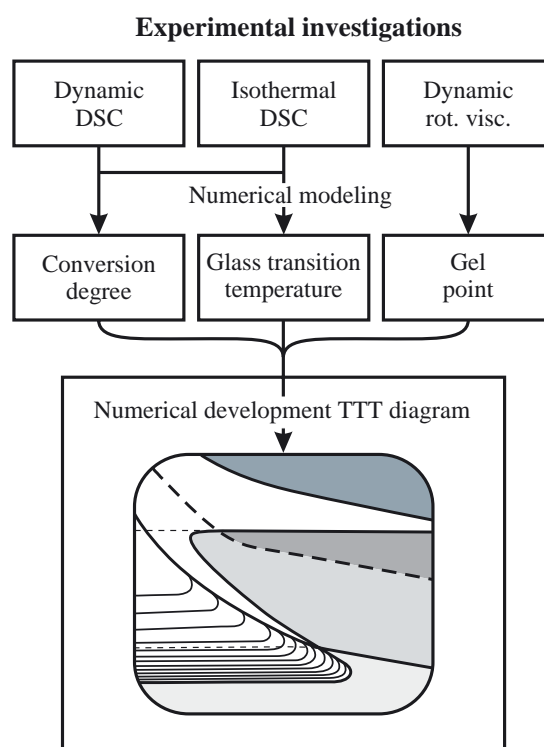 Experimental investigations
Dynamic
DSC
Isothermal
DSC
Dynamic
rot. visc.
Numerical modeling
Conversion
degree
Glass transition
temperature
Gel
point
Numerical development TTT diagram